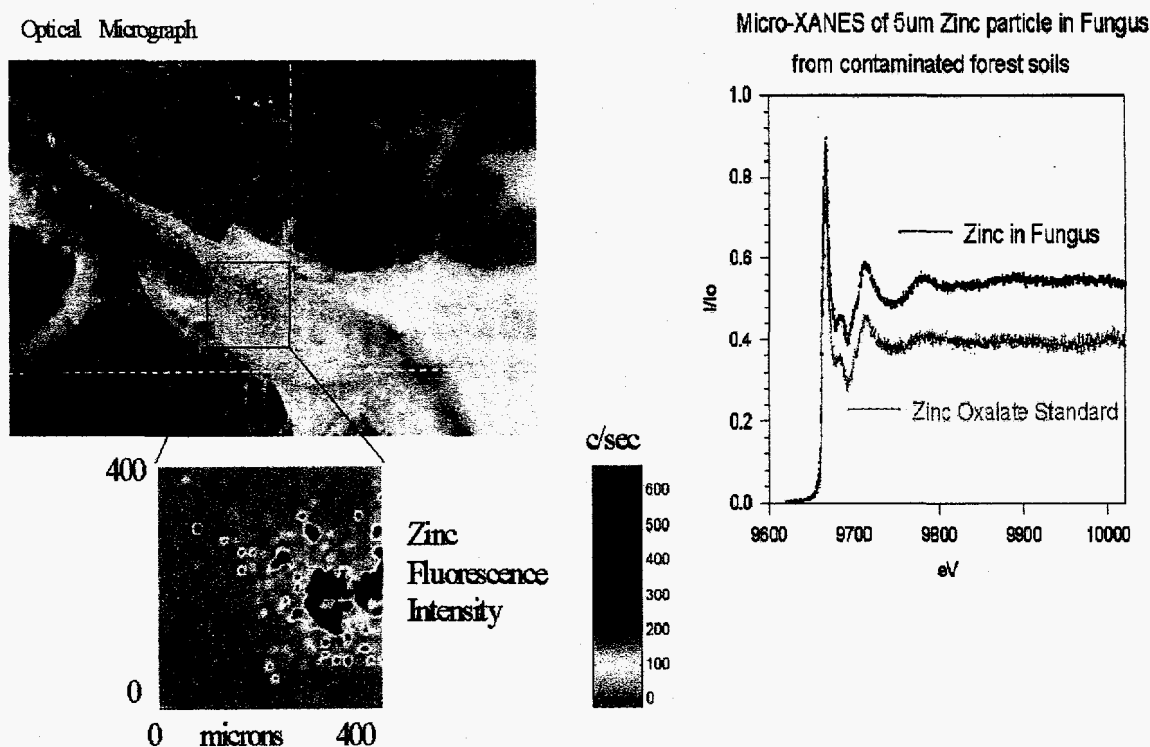 Optical Micrograph
400
0
0 microns 400
Zinc
Fluorescence
Intensity
c/sec
600
500
400
300
200
100
0
Micro-XANES of 5um Zinc particle in Fungus
from contaminated forest soils
1.0
0.8
0.6
0.4
0.2
0.0
I/Io
Zinc in Fungus
Zinc Oxalate Standard
9600 9700 9800 9900 10000
eV